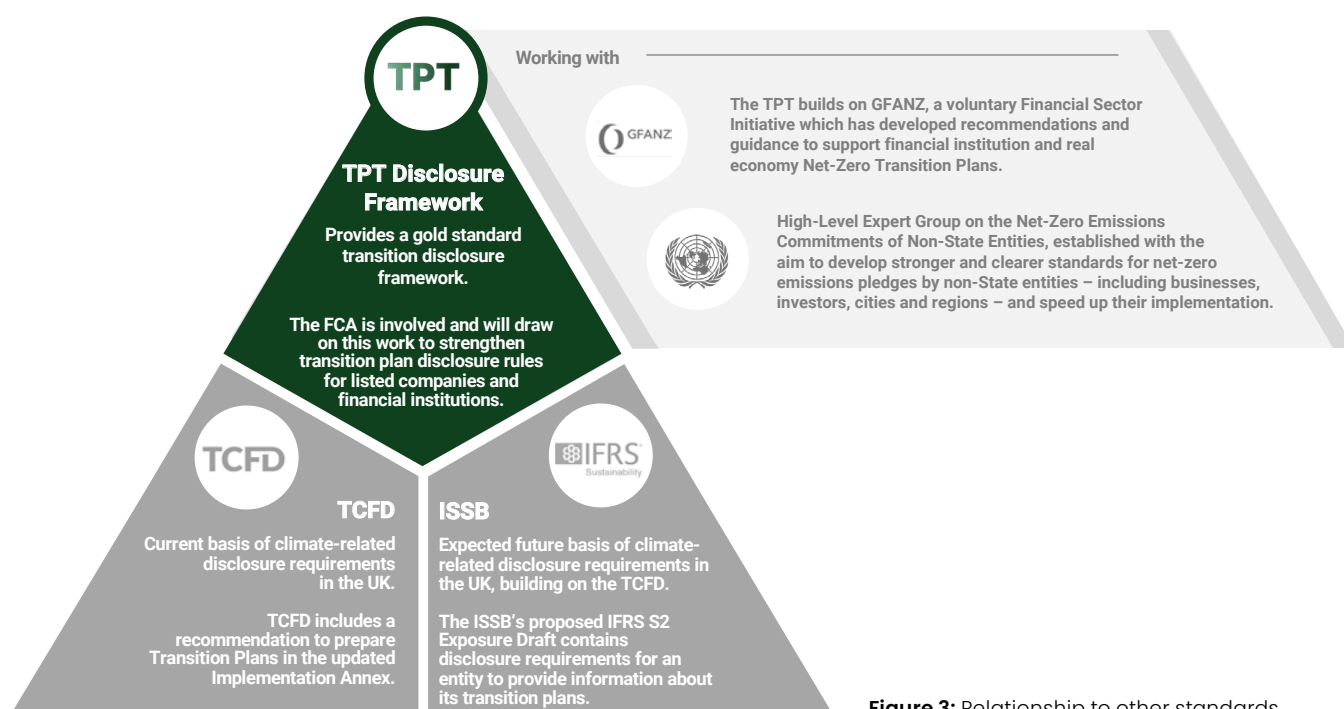 TPT
Working with
GFANZ
The TPT builds on GFANZ, a voluntary Financial Sector
Initiative which has developed recommendations and
guidance to support financial institution and real
economy Net-Zero Transition Plans.
High-Level Expert Group on the Net-Zero Emissions
Commitments of Non-State Entities, established with the
aim to develop stronger and clearer standards for net-zero
emissions pledges by non-State entities – including businesses,
investors, cities and regions – and speed up their implementation.
TPT Disclosure
Framework
Provides a gold standard
transition disclosure
framework.
The FCA is involved and will draw
on this work to strengthen
transition plan disclosure rules
for listed companies and
financial institutions.
TCFD
TCFD
Current basis of climate-related
disclosure requirements
in the UK.
TCFD includes a
recommendation to prepare
Transition Plans in the updated
Implementation Annex.
IFRS
Sustainability
ISSB
Expected future basis of climate-
related disclosure requirements in
the UK, building on the TCFD.
The ISSB’s proposed IFRS S2
Exposure Draft contains
disclosure requirements for an
entity to provide information about
its transition plans.
Figure 3: Relationship to other standards